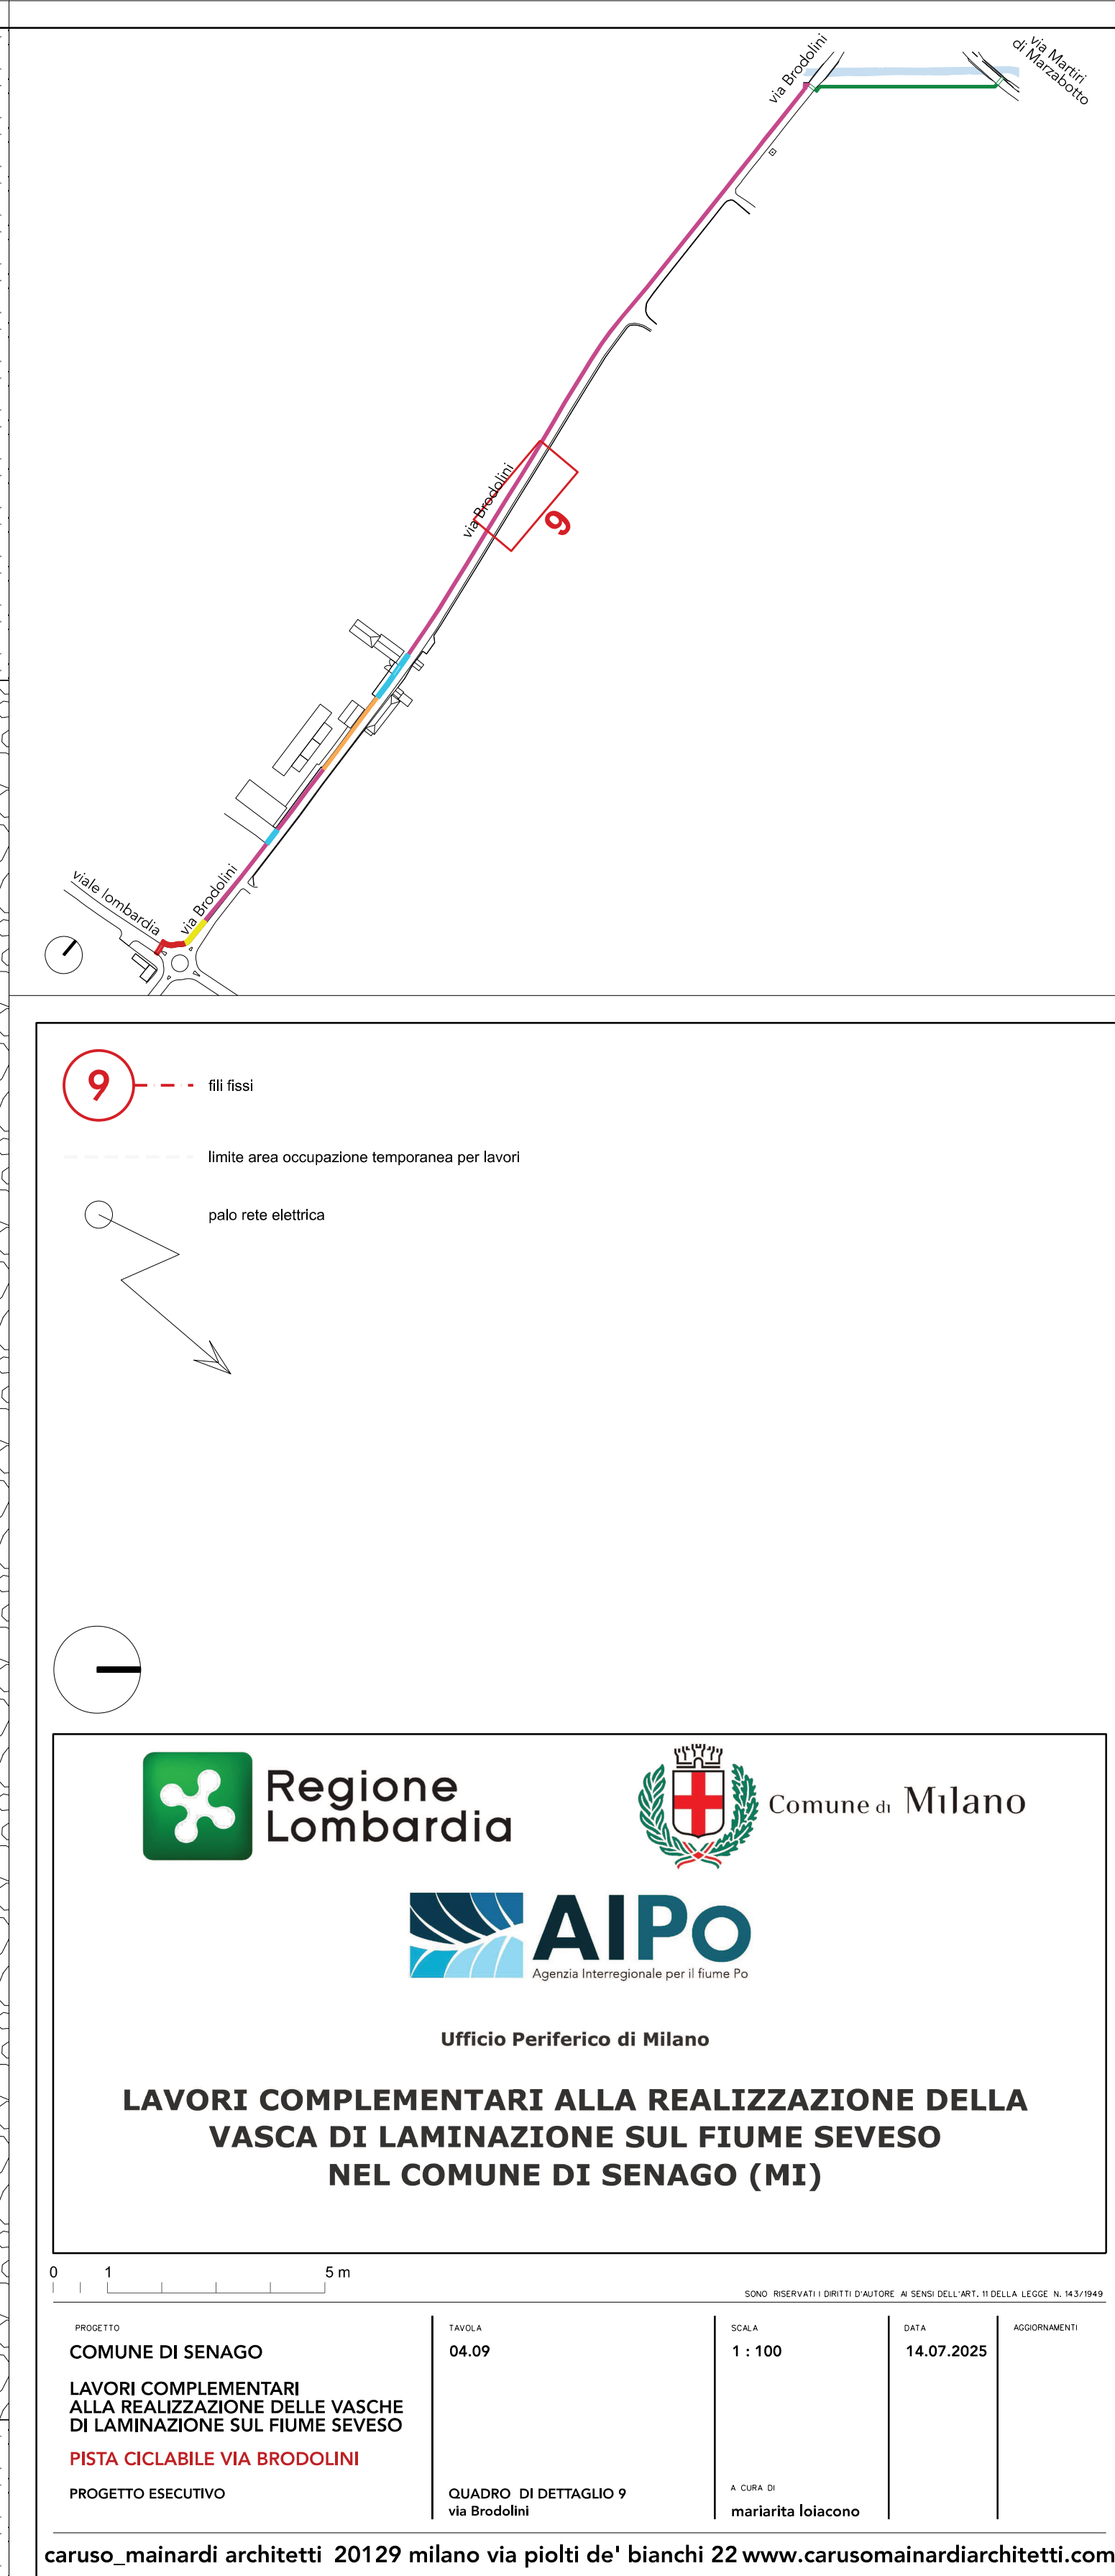 via Brodolini
via Martiri
di Marzabotto
via Brodolini
9
viale lombardia
via Brodolini
9
fili fissi
limite area occupazione temporanea per lavori
palo rete elettrica
Regione
Lombardia
Comune di Milano
AIPo
Agenzia Interregionale per il fiume Po
Ufficio Periferico di Milano
LAVORI COMPLEMENTARI ALLA REALIZZAZIONE DELLA
VASCA DI LAMINAZIONE SUL FIUME SEVESO
NEL COMUNE DI SENAGO (MI)
0 1 5 m
SONO RISERVATI I DIRITTI D'AUTORE AI SENSI DELL'ART. 11 DELLA LEGGE N. 143/1949
PROGETTO
COMUNE DI SENAGO
LAVORI COMPLEMENTARI
ALLA REALIZZAZIONE DELLE VASCHE
DI LAMINAZIONE SUL FIUME SEVESO
PISTA CICLABILE VIA BRODOLINI
PROGETTO ESECUTIVO
TAVOLA
04.09
QUADRO DI DETTAGLIO 9
via Brodolini
SCALA
1 : 100
A CURA DI
mariarita loiacono
DATA
14.07.2025
AGGIORNAMENTI
caruso_mainardi architetti 20129 milano via piolti de' bianchi 22 www.carusomainardiarchitetti.com